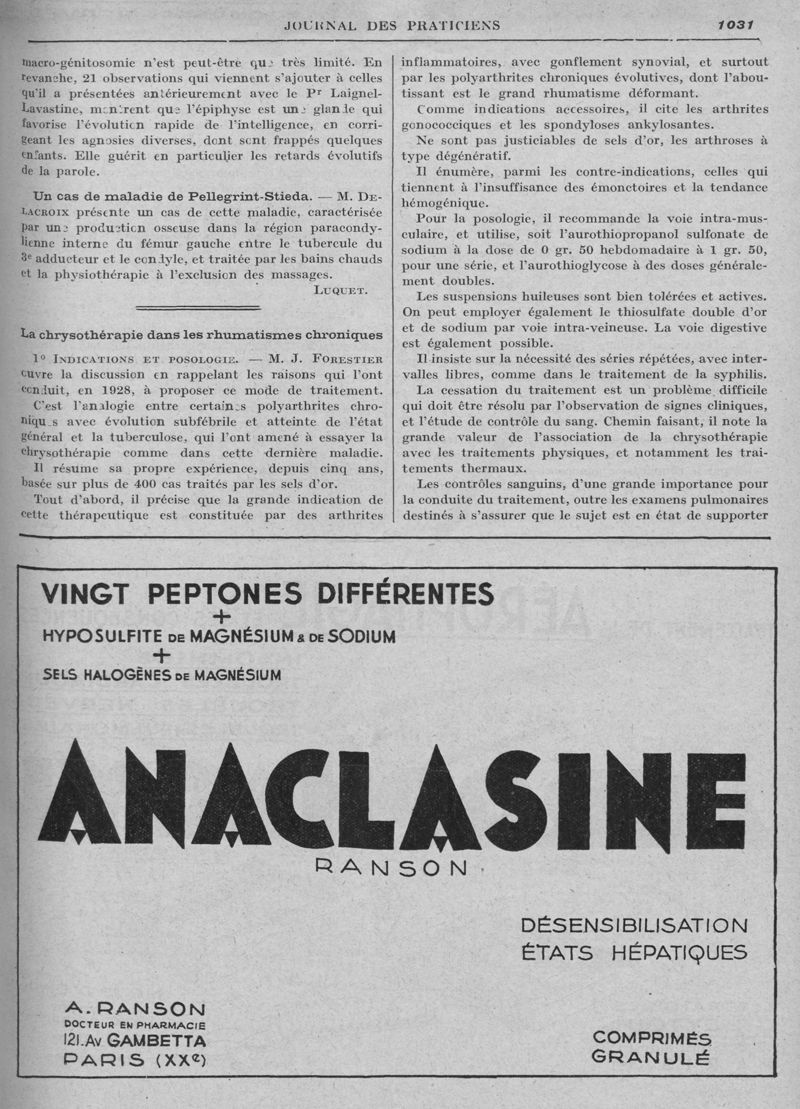 JOURNAL DES PRATICIENS 1031
macro-génitosomie n'est peut-être que très limité. En
revanche, 21 observations qui viennent s'ajouter à celles
qu'il a présentées antérieurement avec le Pr Laignel-
Lavastine, montrent que l'épiphyse est une glande qui
favorise l'évolution rapide de l'intelligence, en corri-
geant les agnosies diverses, dont sont frappés quelques
enfants. Elle guérit en particulier les retards évolutifs
de la parole.
Un cas de maladie de Pellegrint-Stieda. — M. DE-
LACROIX présente un cas de cette maladie, caractérisée
par une production osseuse dans la région paracondy-
lienne interne du fémur gauche entre le tubercule du
3e adducteur et le condyle, et traitée par les bains chauds
et la physiothérapie à l'exclusion des massages.
LUQUET.
La chrysothérapie dans les rhumatismes chroniques
1° INDICATIONS ET POSOLOGIE. — M. J. FORESTIER
ouvre la discussion en rappelant les raisons qui l'ont
conduit, en 1928, à proposer ce mode de traitement.
C'est l'analogie entre certaines polyarthrites chro-
niques avec évolution subfébrile et atteinte de l'état
général et la tuberculose, qui l'ont amené à essayer la
chrysothérapie comme dans cette dernière maladie.
Il résume sa propre expérience, depuis cinq ans,
basée sur plus de 400 cas traités par les sels d'or.
Tout d'abord, il précise que la grande indication de
cette thérapeutique est constituée par des arthrites
inflammatoires, avec gonflement synovial, et surtout
par les polyarthrites chroniques évolutives, dont l'abou-
tissant est le grand rhumatisme déformant.
Comme indications accessoires, il cite les arthrites
gonococciques et les spondyloses ankylosantes.
Ne sont pas justiciables de sels d'or, les arthroses à
type dégénératif.
Il énumère, parmi les contre-indications, celles qui
tiennent à l'insuffisance des émonctoires et la tendance
hémogénique.
Pour la posologie, il recommande la voie intra-mus-
culaire, et utilise, soit l'aurothiopropanol sulfonate de
sodium à la dose de 0 gr. 50 hebdomadaire à 1 gr. 50,
pour une série, et l'aurothioglycose à des doses générale-
ment doubles.
Les suspensions huileuses sont bien tolérées et actives.
On peut employer également le thiosulfate double d'or
et de sodium par voie intra-veineuse. La voie digestive
est également possible.
Il insiste sur la nécessité des séries répétées, avec inter-
valles libres, comme dans le traitement de la syphilis.
La cessation du traitement est un problème difficile
qui doit être résolu par l'observation de signes cliniques,
et l'étude de contrôle du sang. Chemin faisant, il note la
grande valeur de l'association de la chrysothérapie
avec les traitements physiques, et notamment les trai-
tements thermaux.
Les contrôles sanguins, d'une grande importance pour
la conduite du traitement, outre les examens pulmonaires
destinés à s'assurer que le sujet est en état de supporter
VINGT PEPTONES DIFFÉRENTES
+
HYPOSULFITE DE MAGNÉSIUM & DE SODIUM
+
SELS HALOGÈNES DE MAGNÉSIUM
ANACLASINE
RANSON
DÉSENSIBILISATION
ÉTATS HÉPATIQUES
A. RANSON
DOCTEUR EN PHARMACIE
121. Av GAMBETTA
PARIS (XXe)
COMPRIMÉS
GRANULÉ